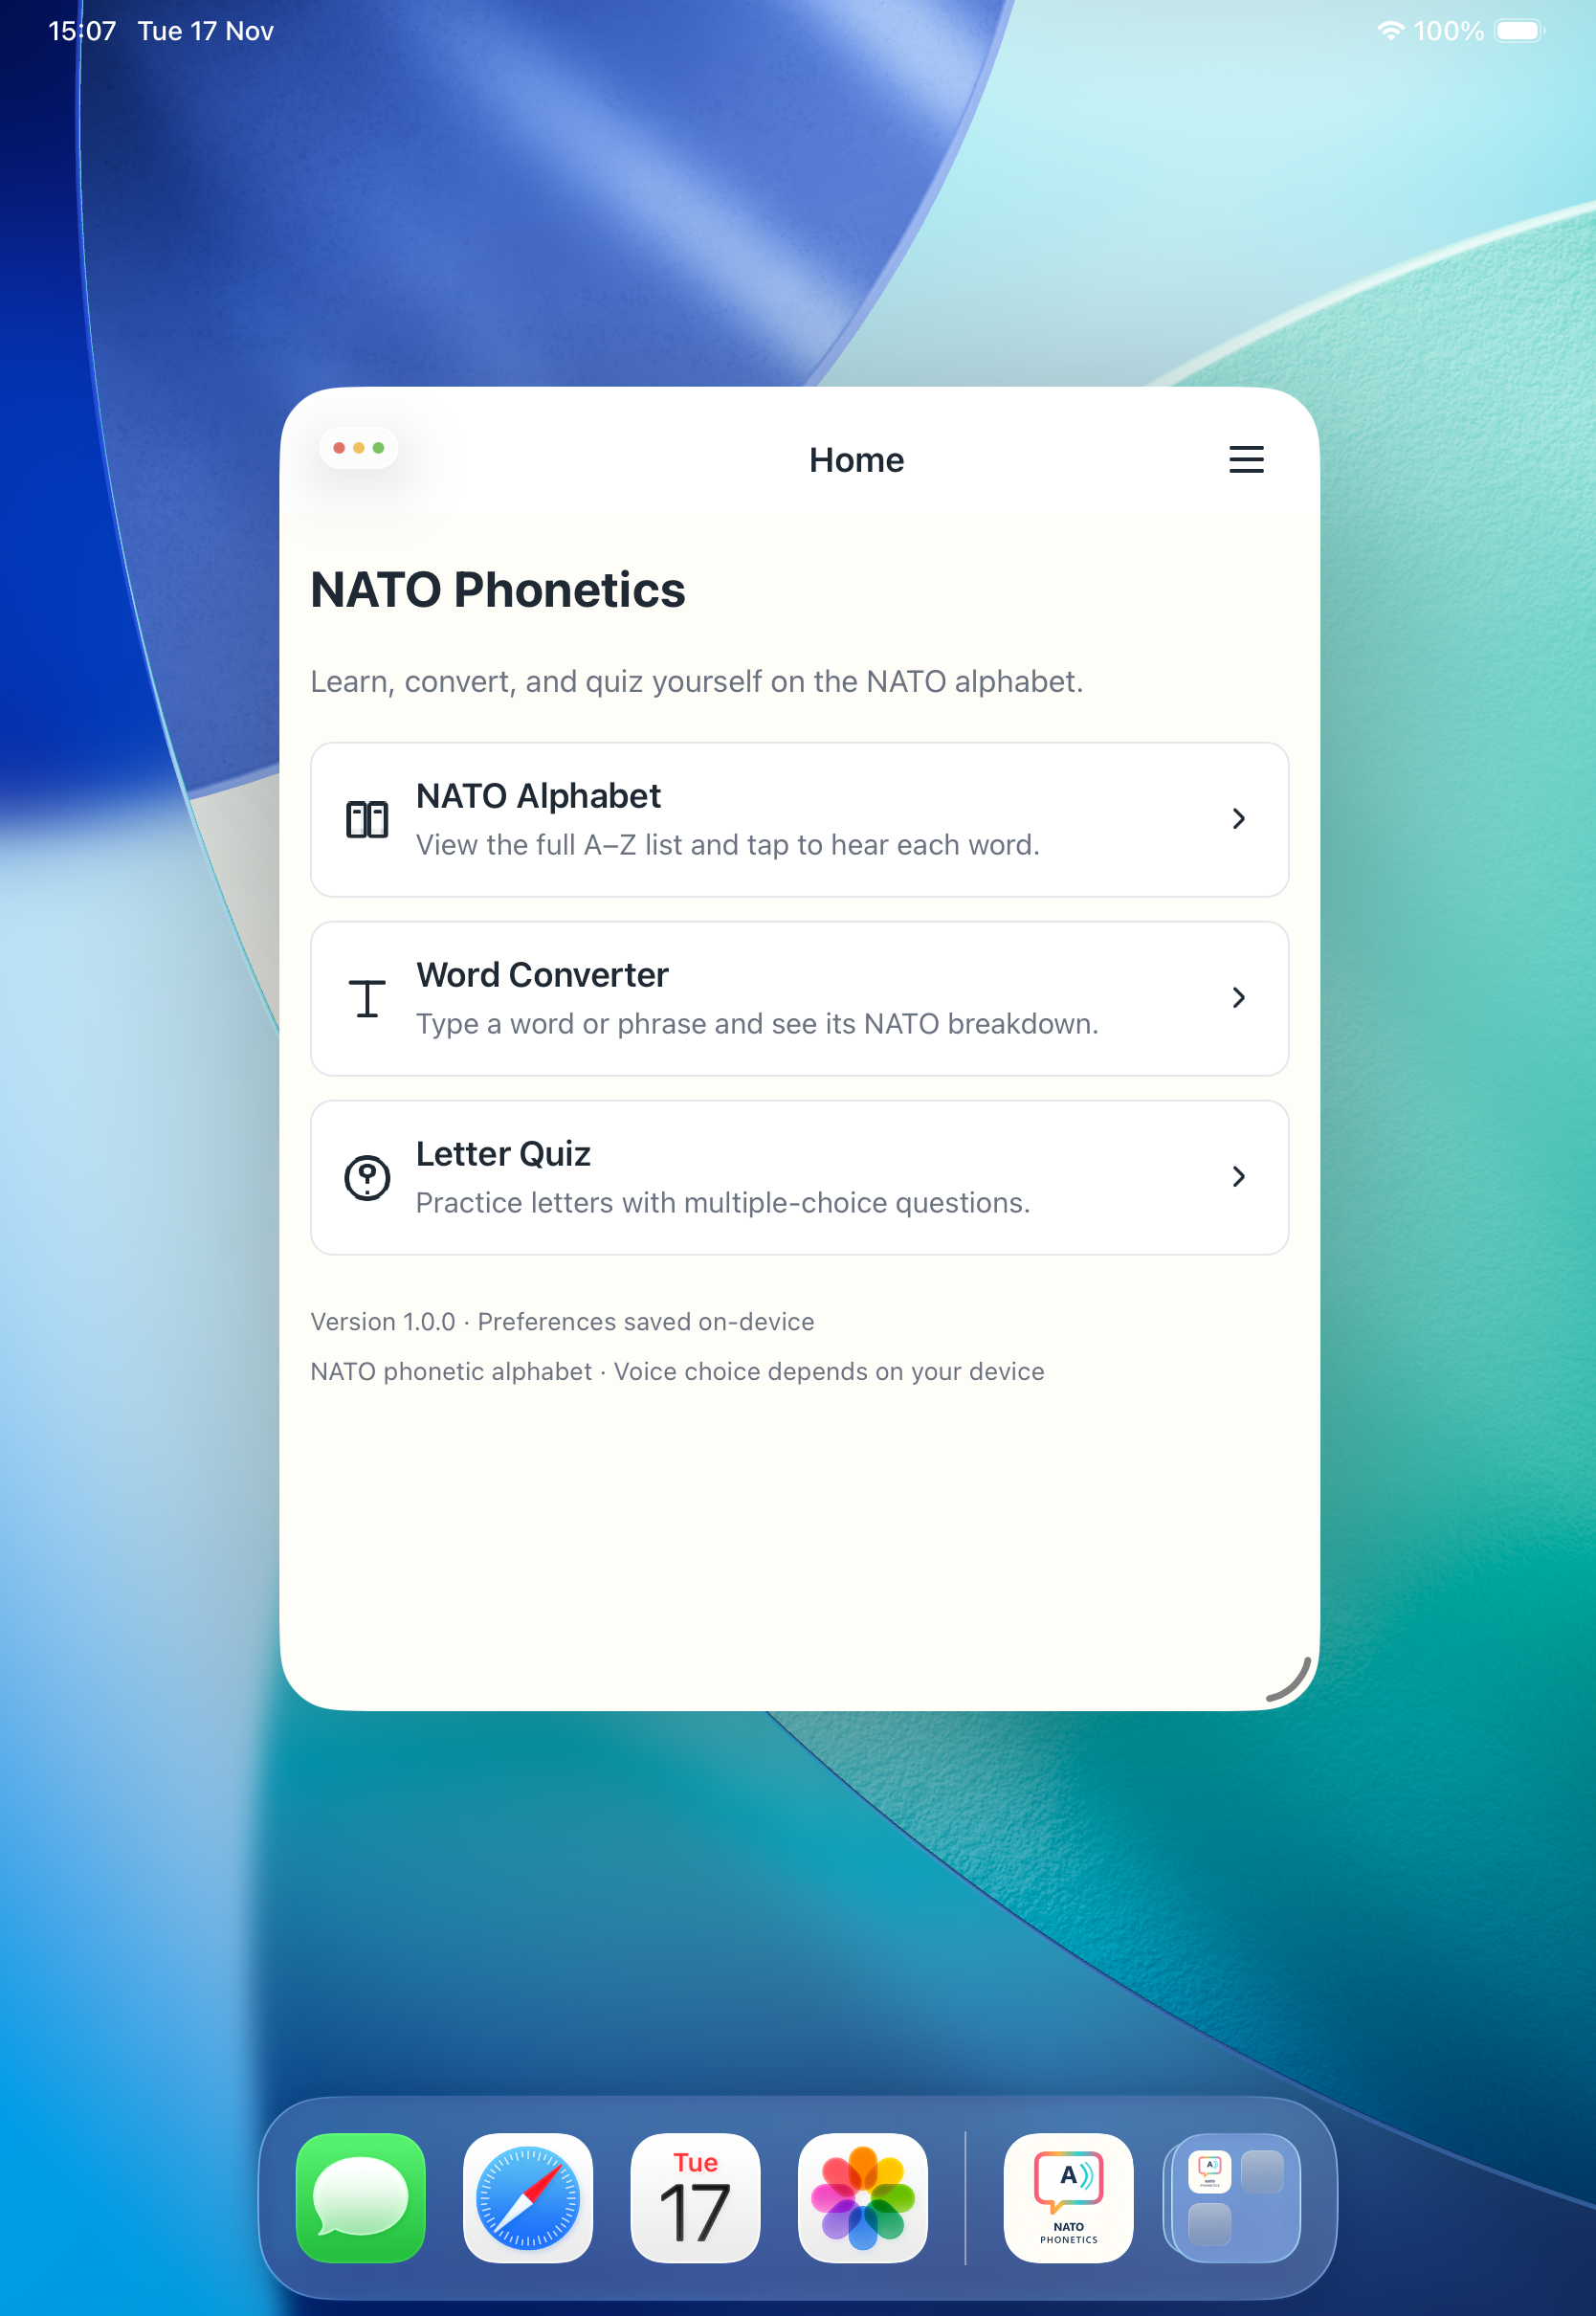 15:07 Tue 17 Nov
100%
Home
NATO Phonetics
Learn, convert, and quiz yourself on the NATO alphabet.
NATO Alphabet
View the full A–Z list and tap to hear each word.
Word Converter
Type a word or phrase and see its NATO breakdown.
Letter Quiz
Practice letters with multiple-choice questions.
Version 1.0.0 · Preferences saved on-device
NATO phonetic alphabet · Voice choice depends on your device
Tue
17
A
NATO
PHONETICS
A